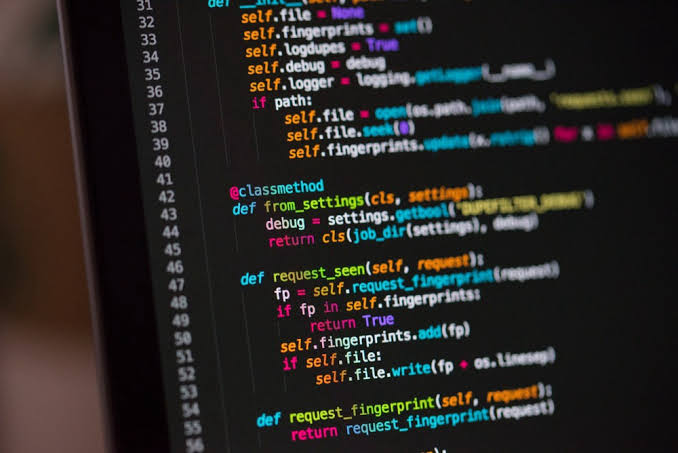 31 def __init__(self,
32 self.file = None
33 self.fingerprints = set()
34 self.logdupes = True
35 self.debug = debug
36 self.logger = logging.getLogger(__name__)
37 if path:
38 self.file = open(os.path.join(path, 'requests.seen'),
39 self.file.seek(0)
40 self.fingerprints.update(x.rstrip() for x in self.file
41
42 @classmethod
43 def from_settings(cls, settings):
44 debug = settings.getbool('DUPEFILTER_DEBUG')
45 return cls(job_dir(settings), debug)
46
47 def request_seen(self, request):
48 fp = self.request_fingerprint(request)
49 if fp in self.fingerprints:
50 return True
51 self.fingerprints.add(fp)
52 if self.file:
53 self.file.write(fp + os.linesep)
54
55 def request_fingerprint(self, request):
56 return request_fingerprint(request)